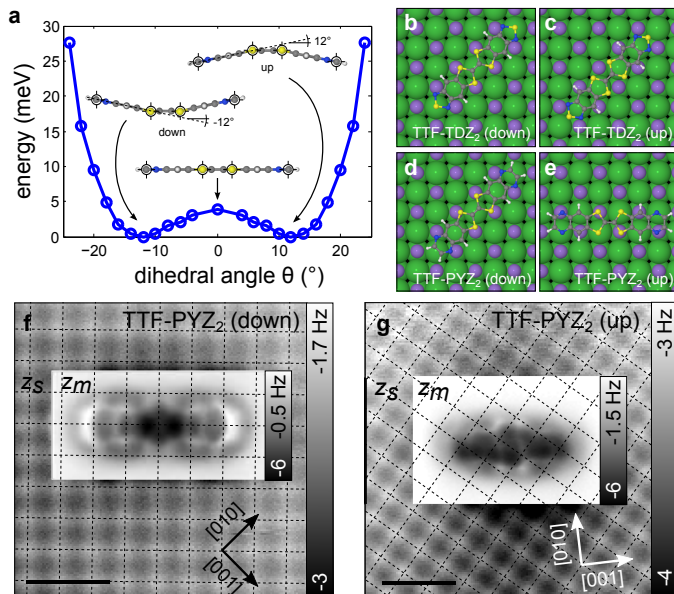 a
energy (meV)
30
25
20
15
10
5
0
−20
−10
0
10
20
dihedral angle θ (°)
12°
up
down
-12°
b
TTF-TDZ₂ (down)
c
TTF-TDZ₂ (up)
d
TTF-PYZ₂ (down)
e
TTF-PYZ₂ (up)
f
TTF-PYZ₂ (down)
zₛ
zₘ
-6
-0.5 Hz
[010]
[001]
-3
-1.7 Hz
g
TTF-PYZ₂ (up)
zₛ
zₘ
-6
-1.5 Hz
[010]
[001]
-4
-3 Hz